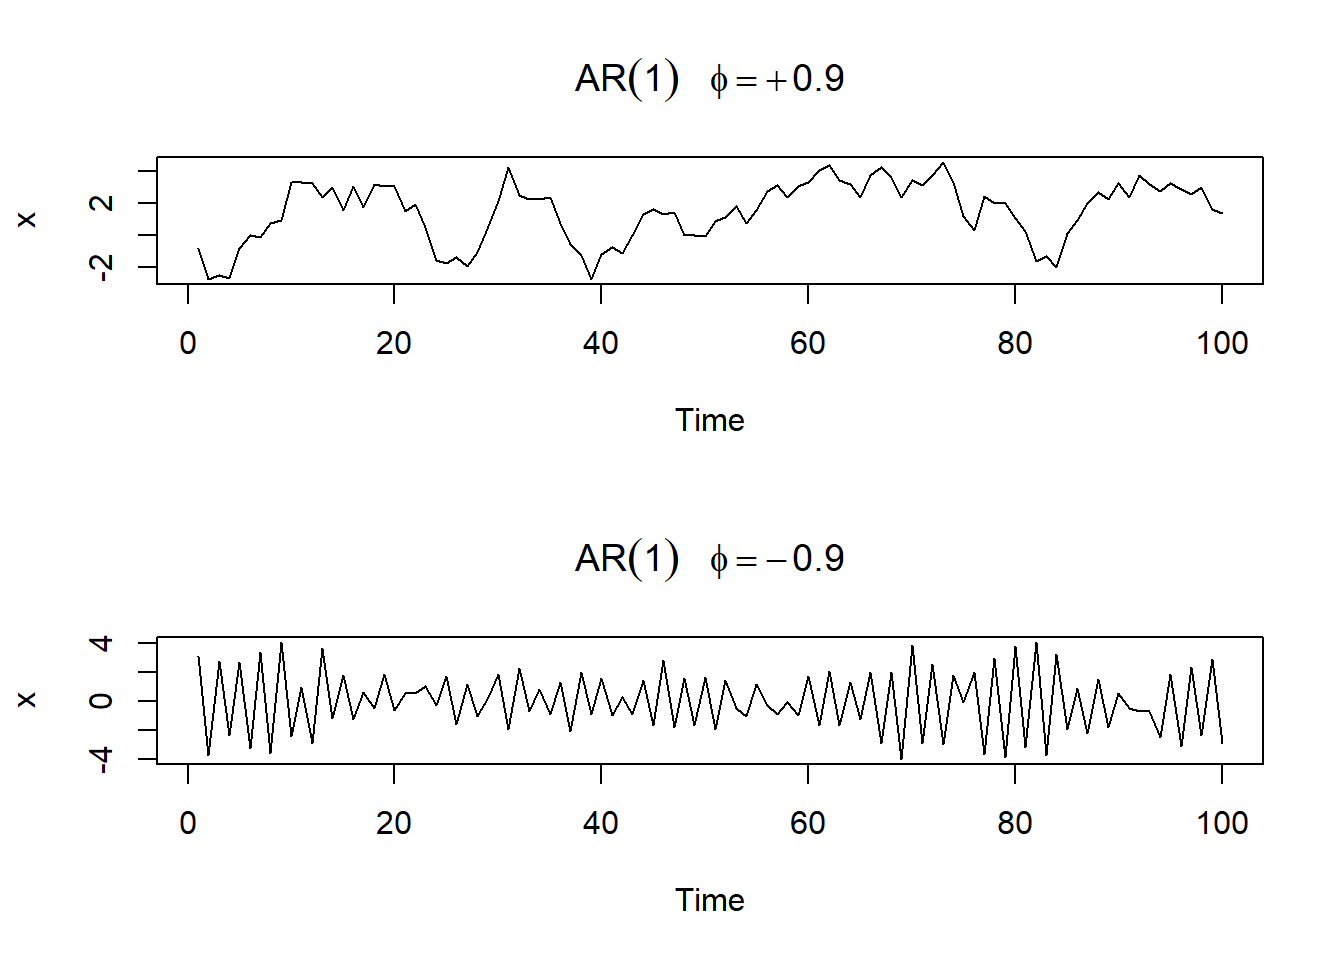 AR(1) ϕ = +0.9
x
2
-2
0 20 40 60 80 100
Time
AR(1) ϕ = −0.9
x
4
0
-4
0 20 40 60 80 100
Time